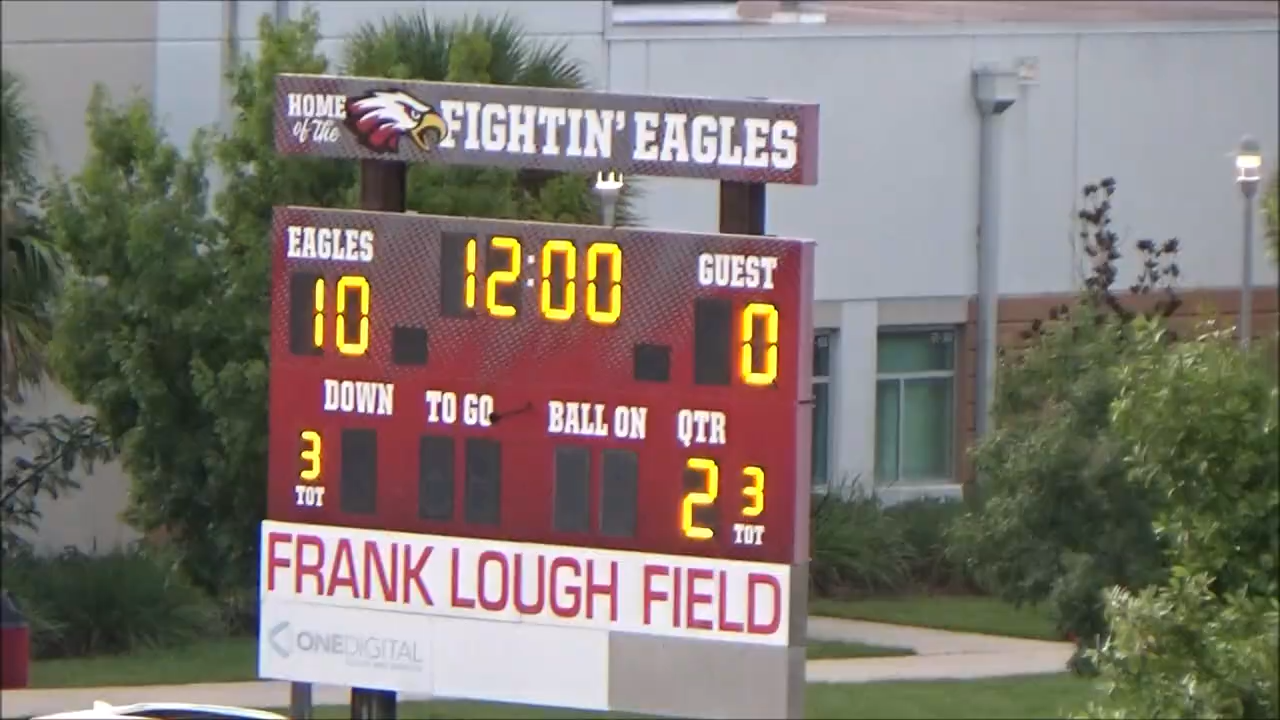 HOME
of the
FIGHTIN' EAGLES
EAGLES 12:00 GUEST
10 0
DOWN TO GO BALL ON QTR
3 2 3
TOT TOT
FRANK LOUGH FIELD
ONEDIGITAL